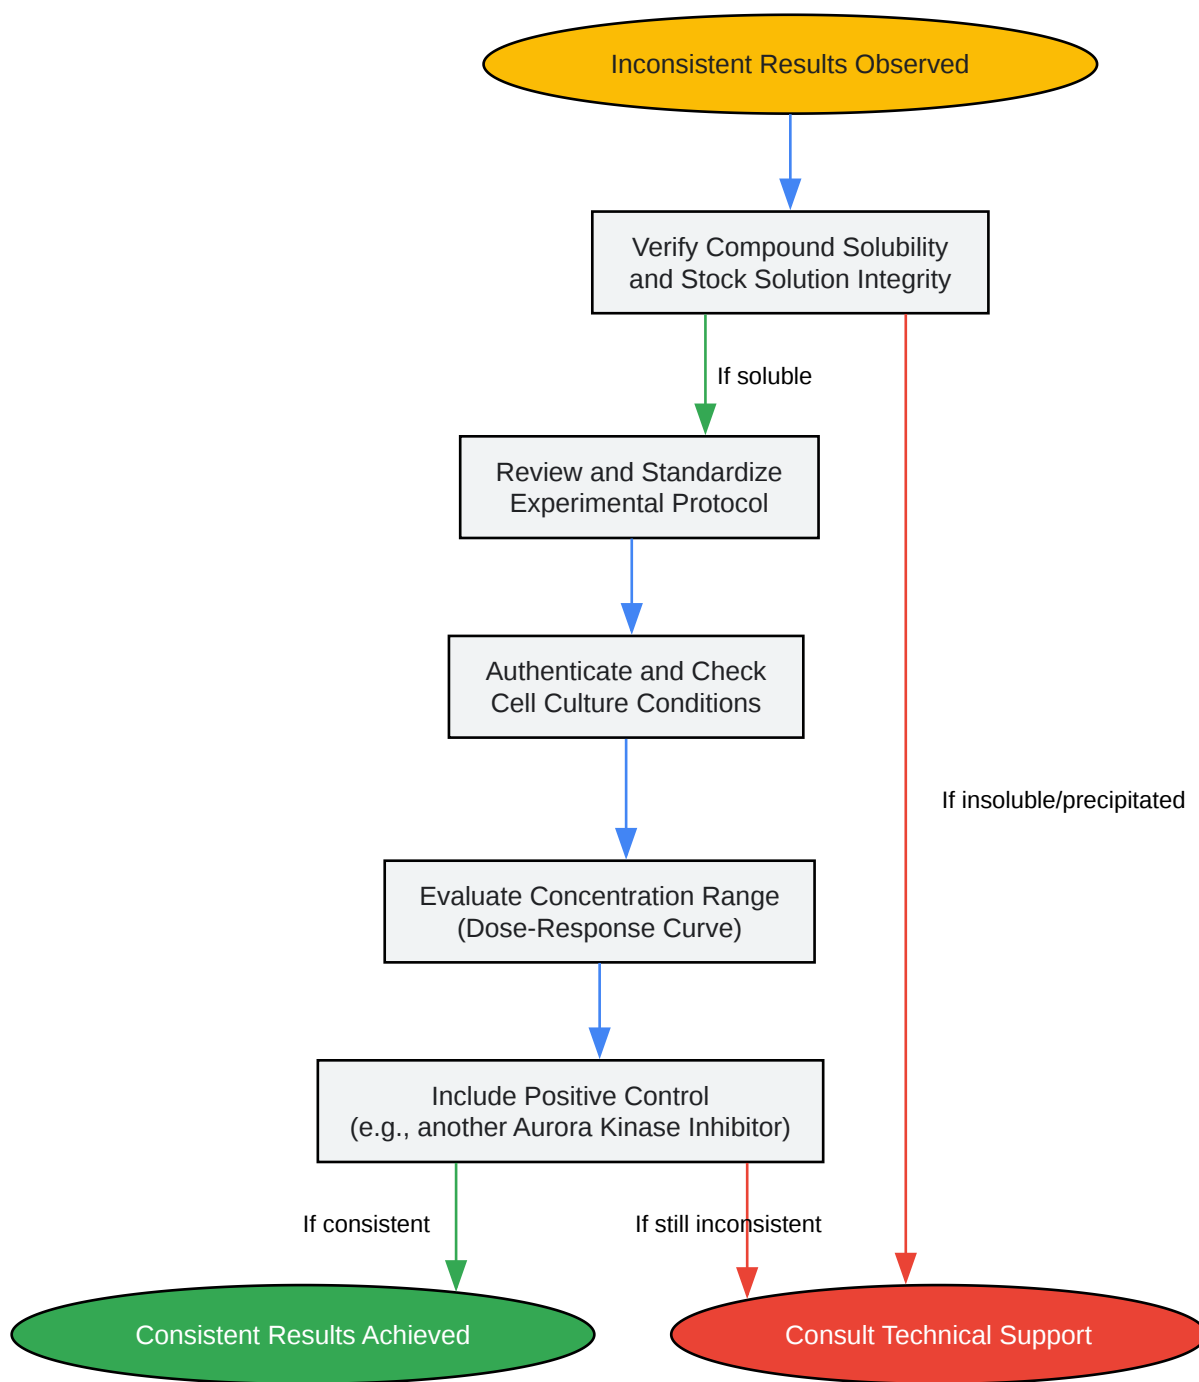 Inconsistent Results Observed
Verify Compound Solubility
and Stock Solution Integrity
If soluble
Review and Standardize
Experimental Protocol
Authenticate and Check
Cell Culture Conditions
If insoluble/precipitated
Evaluate Concentration Range
(Dose-Response Curve)
Include Positive Control
(e.g., another Aurora Kinase Inhibitor)
If consistent
If still inconsistent
Consistent Results Achieved
Consult Technical Support